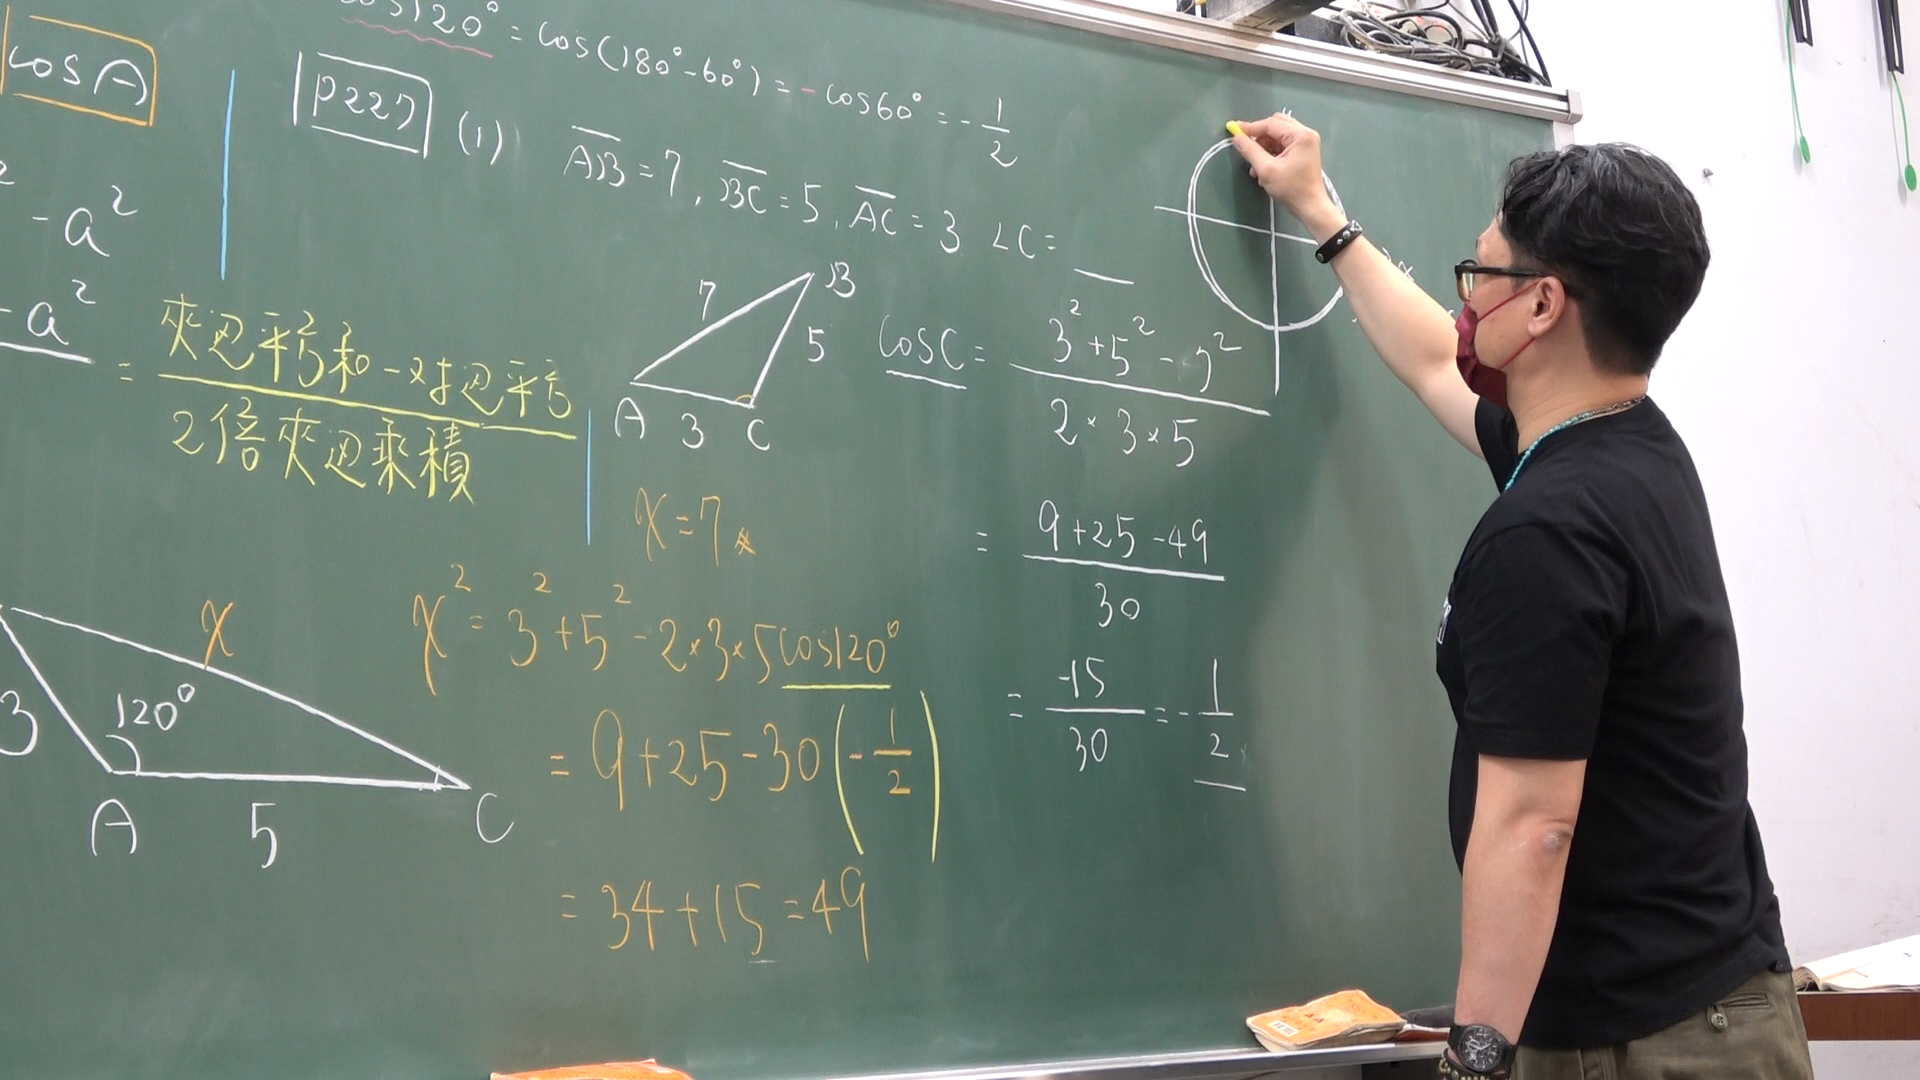 cos120° = cos(180°-60°) = -cos60° = -1/2
cosA
P227 (1) AB = 7, BC = 5, AC = 3 ∠C = __
-a²
-a²
= 夾邊平方和-對邊平方 / 2倍夾邊乘積
7 B
5
A 3 C
cosC = 3²+5²-7² / 2×3×5
= 9+25-49 / 30
= -15/30 = -1/2
x = 7
x² = 3²+5²-2×3×5cos120°
= 9+25-30(-1/2)
= 34+15 = 49
x
3 120°
A 5 C